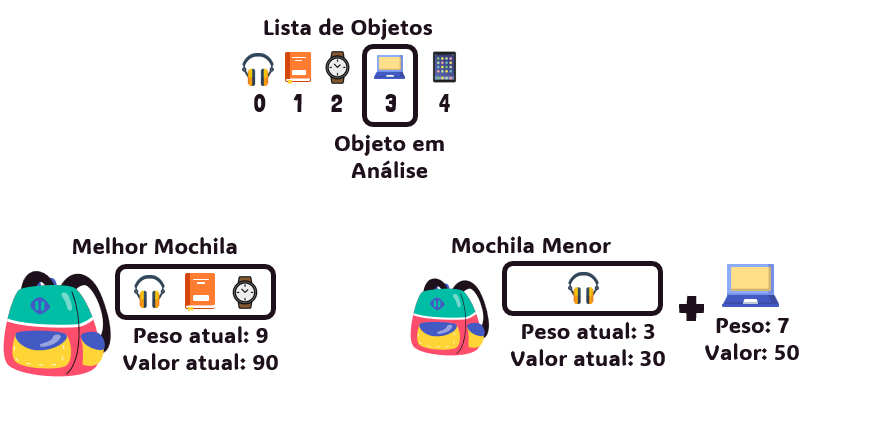 Lista de Objetos
0 1 2 3 4
Objeto em
Análise
Melhor Mochila
Peso atual: 9
Valor atual: 90
Mochila Menor
Peso atual: 3
Valor atual: 30
+
Peso: 7
Valor: 50